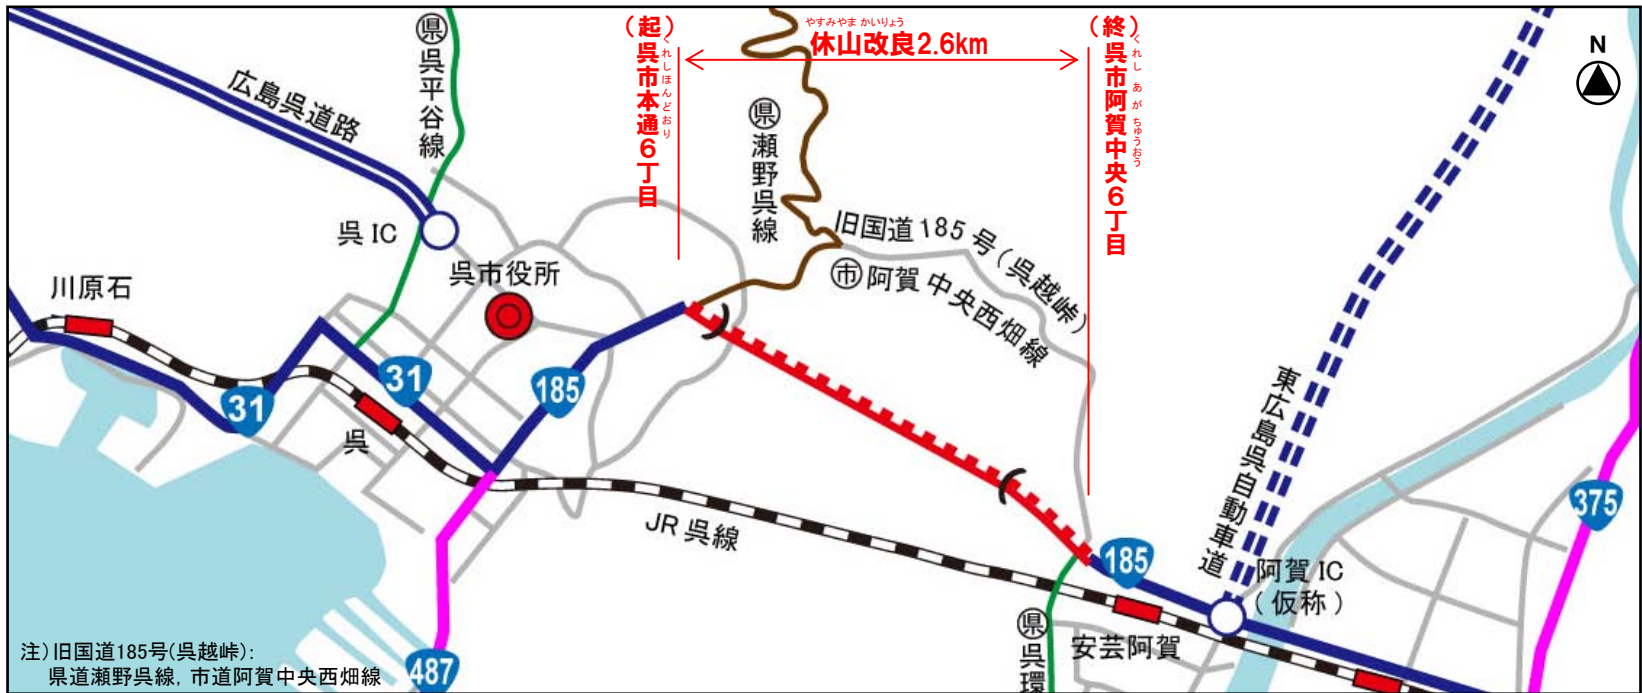 (起)呉市本通6丁目
くれしほんどおり
やすみやま かいりょう
休山改良2.6km
(終)呉市阿賀中央6丁目
くれし あが ちゅうおう
N
県呉平谷線
広島呉道路
県瀬野呉線
呉 IC
呉市役所
川原石
旧国道185号(呉越峠)
市阿賀中央西畑線
31
31
185
呉
JR呉線
東広島呉自動車道
375
185
阿賀 IC
(仮称)
安芸阿賀
県呉環
487
注)旧国道185号(呉越峠):
県道瀬野呉線, 市道阿賀中央西畑線